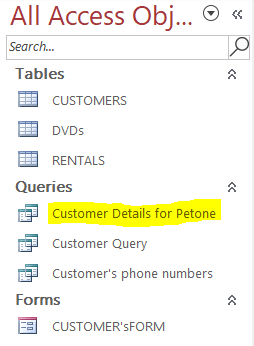 All Access Obj...
Search...
Tables
CUSTOMERS
DVDs
RENTALS
Queries
Customer Details for Petone
Customer Query
Customer's phone numbers
Forms
CUSTOMER'sFORM